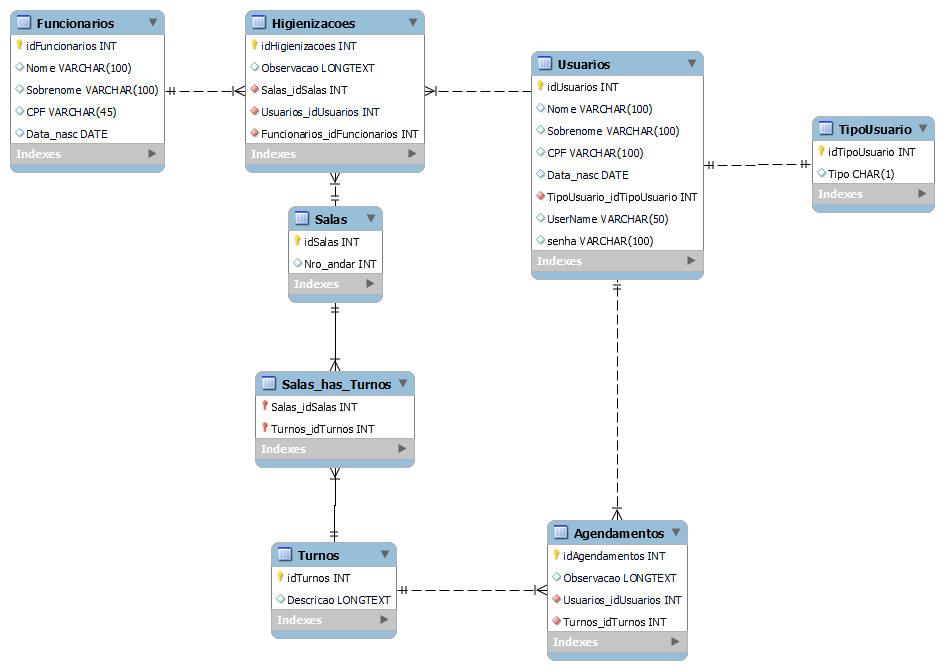 Funcionarios
idFuncionarios INT
Nome VARCHAR(100)
Sobrenome VARCHAR(100)
CPF VARCHAR(45)
Data_nasc DATE
Indexes
Higienizacoes
idHigienizacoes INT
Observacao LONGTEXT
Salas_idSalas INT
Usuarios_idUsuarios INT
Funcionarios_idFuncionarios INT
Indexes
Usuarios
idUsuarios INT
Nome VARCHAR(100)
Sobrenome VARCHAR(100)
CPF VARCHAR(100)
Data_nasc DATE
TipoUsuario_idTipoUsuario INT
UserName VARCHAR(50)
senha VARCHAR(100)
Indexes
TipoUsuario
idTipoUsuario INT
Tipo CHAR(1)
Indexes
Salas
idSalas INT
Nro_andar INT
Indexes
Salas_has_Turnos
Salas_idSalas INT
Turnos_idTurnos INT
Indexes
Turnos
idTurnos INT
Descricao LONGTEXT
Indexes
Agendamentos
idAgendamentos INT
Observacao LONGTEXT
Usuarios_idUsuarios INT
Turnos_idTurnos INT
Indexes